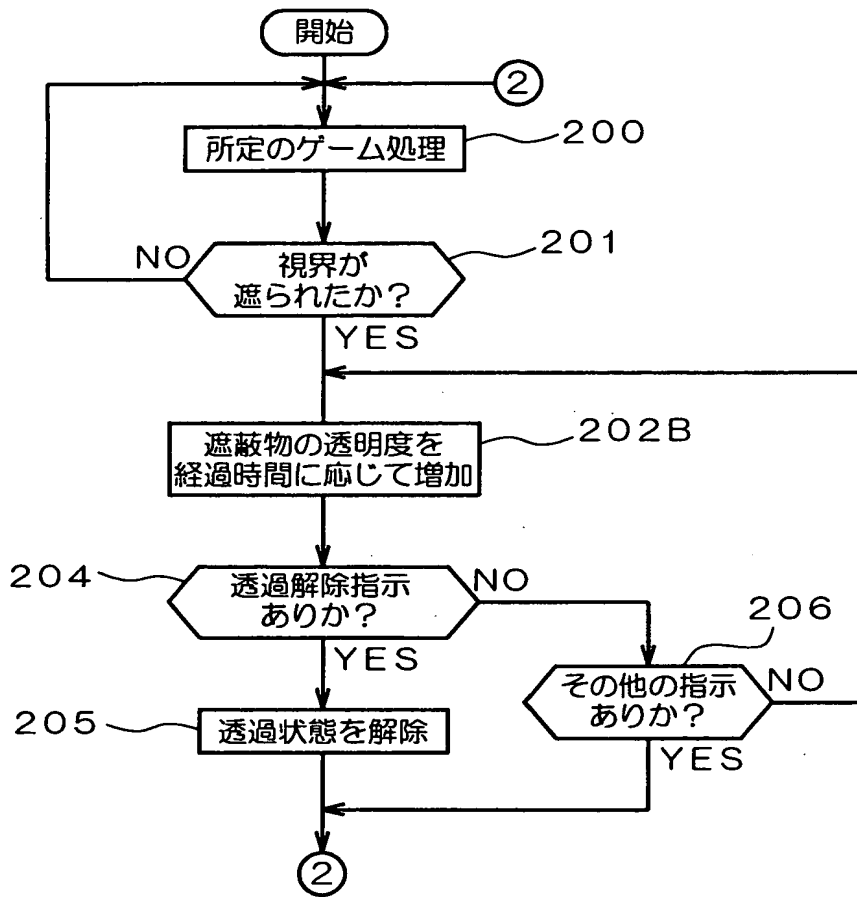 開始
②
所定のゲーム処理
200
視界が
遮られたか?
201
NO
YES
遮蔽物の透明度を
経過時間に応じて増加
202B
204
透過解除指示
ありか?
NO
YES
206
その他の指示
ありか?
NO
YES
205
透過状態を解除
②